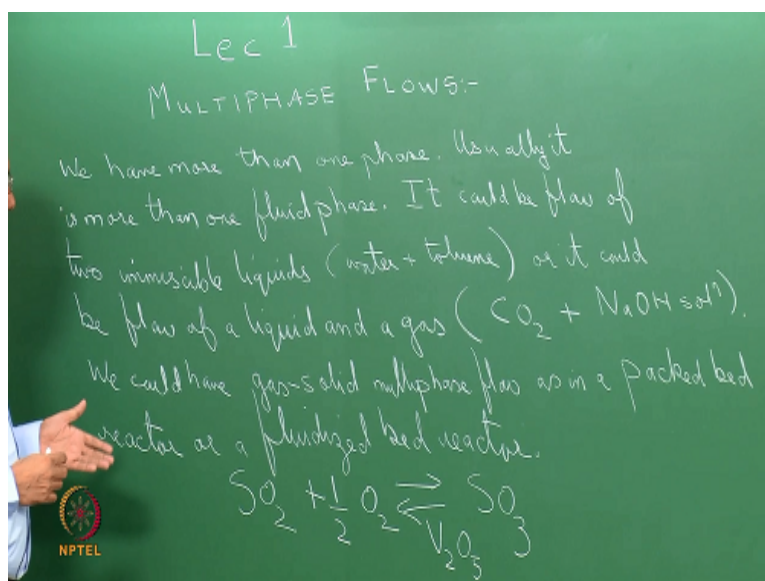 Lec 1
MULTIPHASE FLOWS:-
We have more than one phase. Usually it
is more than one fluid phase. It could be flow of
two immiscible liquids (water + toluene) or it could
be flow of a liquid and a gas (CO₂ + NaOH solⁿ).
We could have gas-solid multiphase flow as in a packed bed
reactor or a fluidized bed reactor.
SO₂ + 1/2 O₂ ⇌ SO₃
V₂O₅
NPTEL